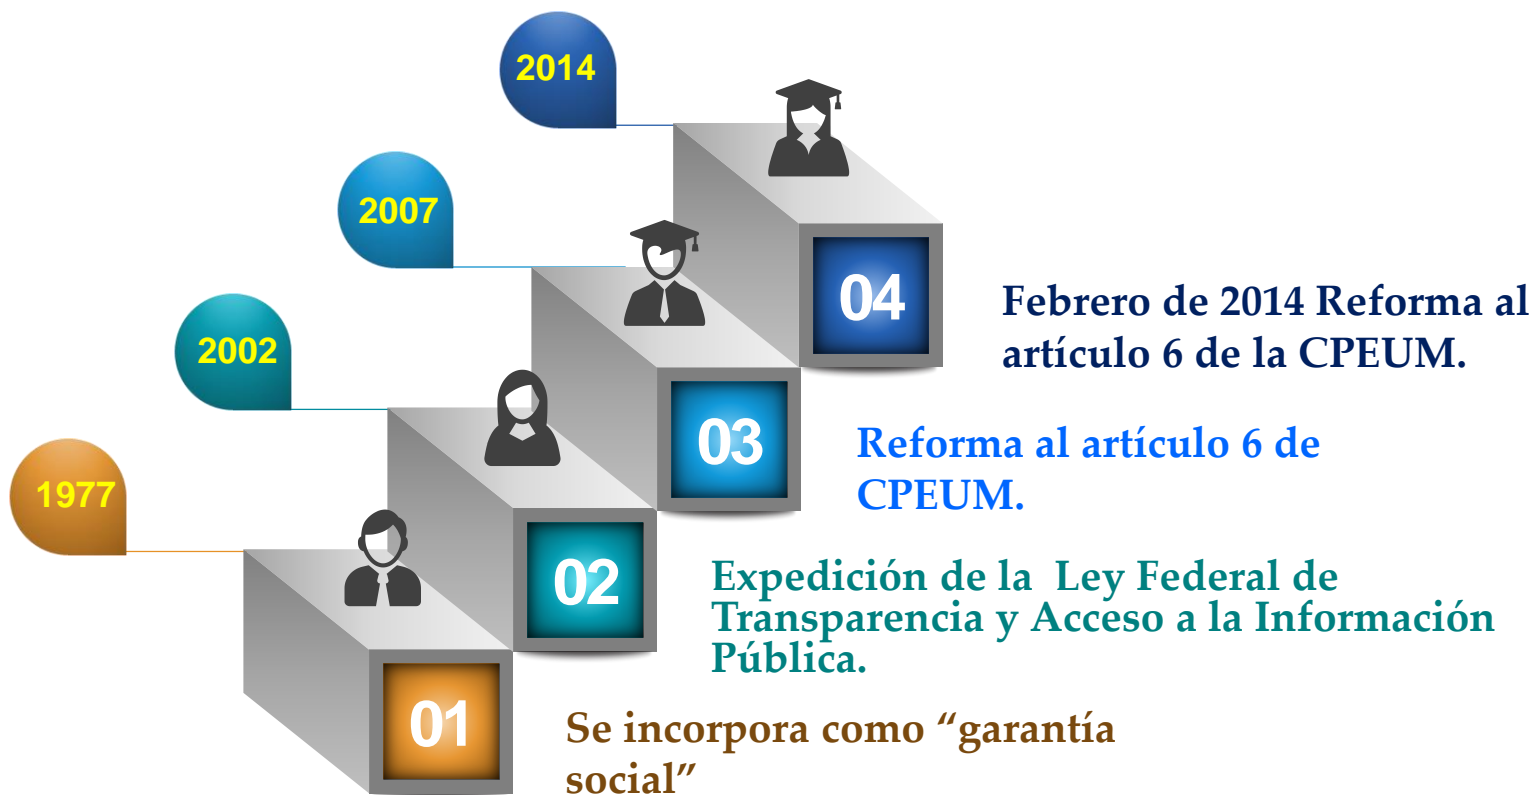 2014
04
Febrero de 2014 Reforma al
artículo 6 de la CPEUM.
2007
03
Reforma al artículo 6 de
CPEUM.
2002
02
Expedición de la  Ley Federal de
Transparencia y Acceso a la Información
Pública.
1977
01
Se incorpora como “garantía
social”